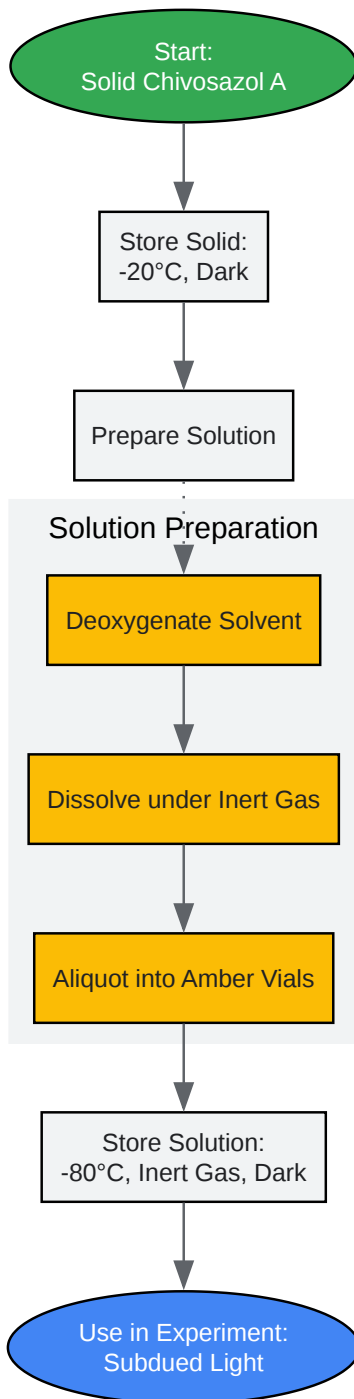 Start:
Solid Chivosazol A
Store Solid:
-20°C, Dark
Prepare Solution
Solution Preparation
Deoxygenate Solvent
Dissolve under Inert Gas
Aliquot into Amber Vials
Store Solution:
-80°C, Inert Gas, Dark
Use in Experiment:
Subdued Light